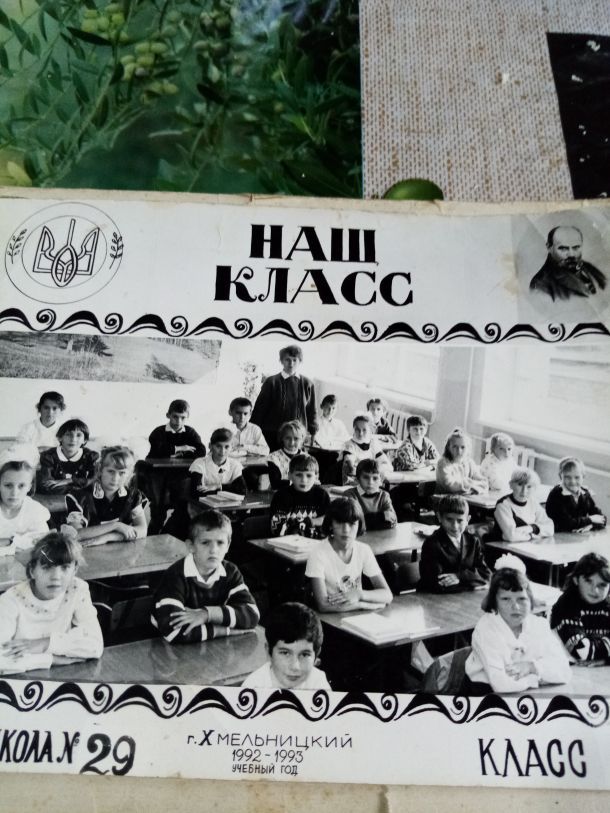 НАШ
КЛАСС
КОЛА № 29
г. ХМЕЛЬНИЦКИЙ
1992-1993
УЧЕБНЫЙ ГОД
КЛАСС